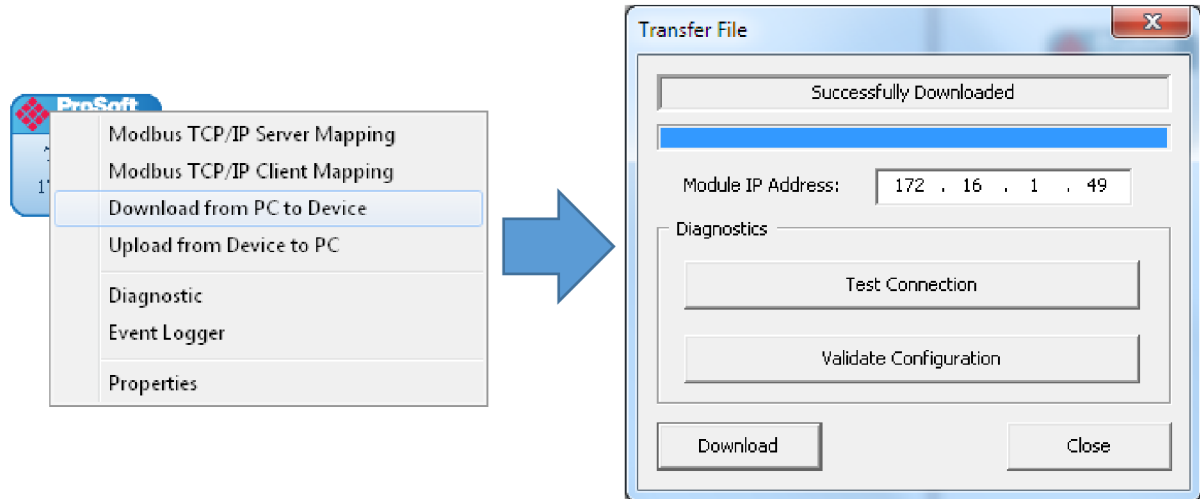 ProSoft
Modbus TCP/IP Server Mapping
Modbus TCP/IP Client Mapping
Download from PC to Device
Upload from Device to PC
Diagnostic
Event Logger
Properties
Transfer File
Successfully Downloaded
Module IP Address: 172 . 16 . 1 . 49
Diagnostics
Test Connection
Validate Configuration
Download Close